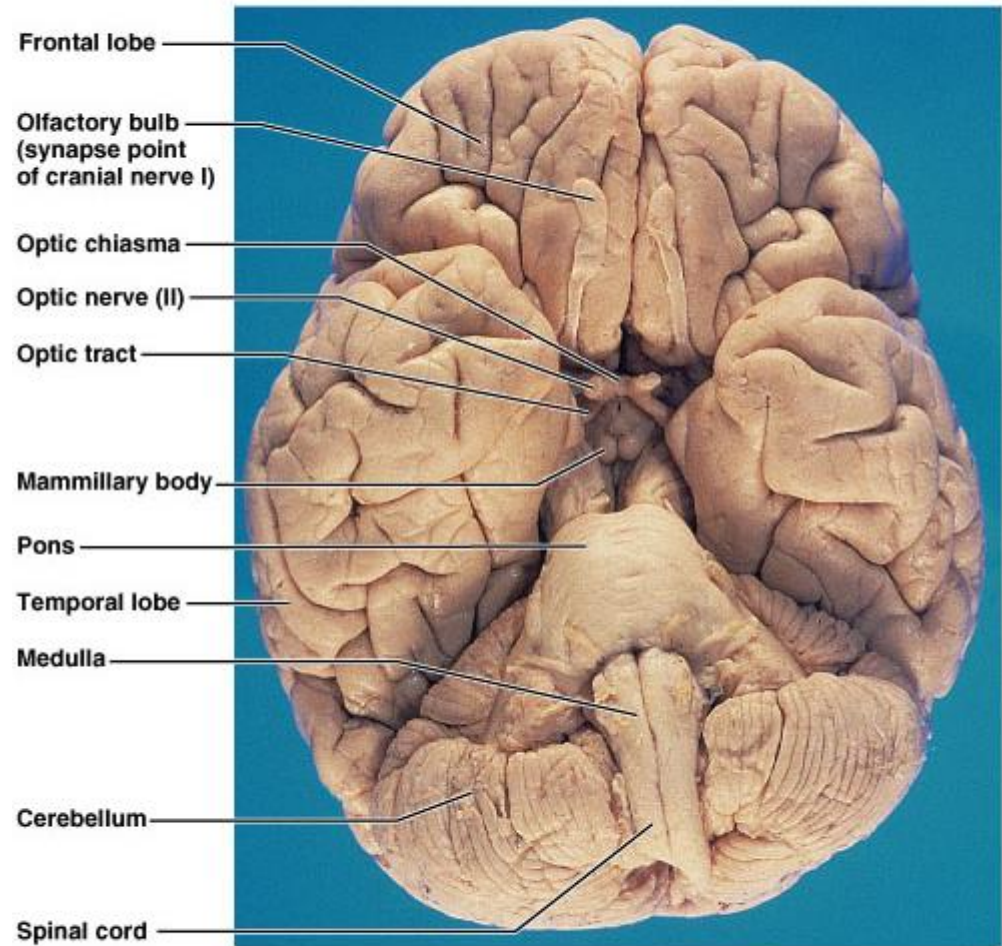 Frontal lobe
Olfactory bulb
(synapse point
of cranial nerve I)
Optic chiasma
Optic nerve (II)
Optic tract
Mammillary body
Pons
Temporal lobe
Medulla
Cerebellum
Spinal cord